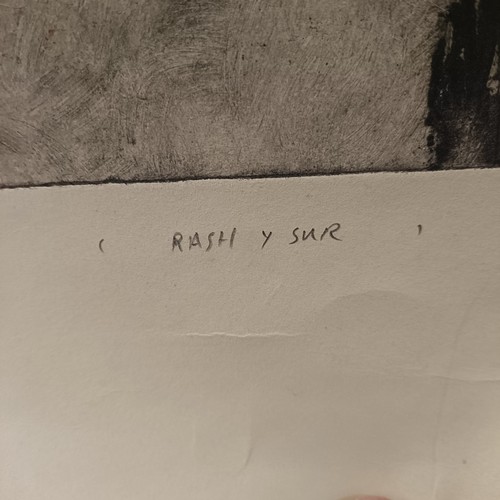 ‘ RASH Y SUR ’